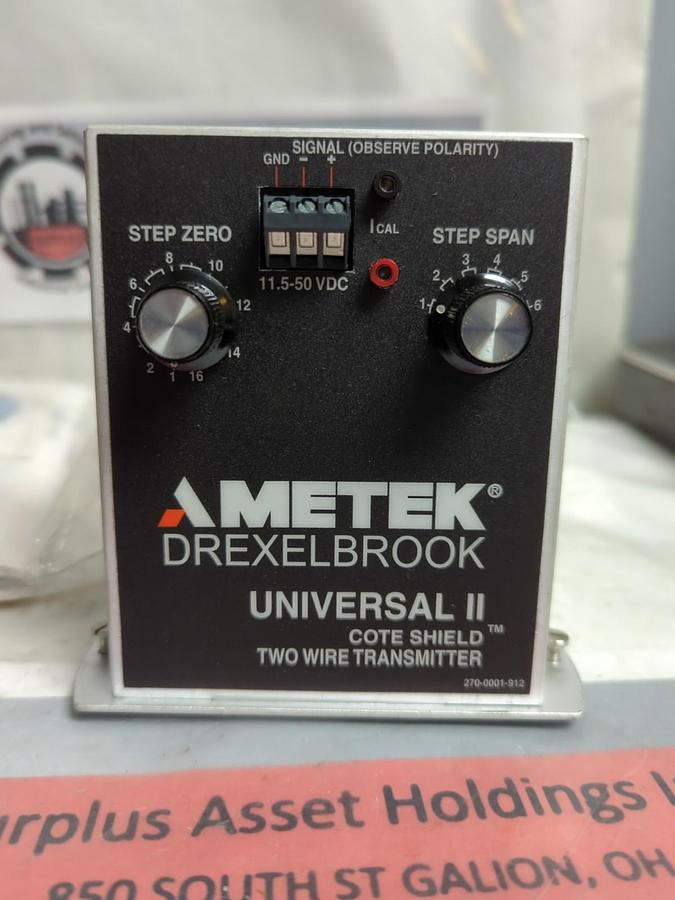 SIGNAL (OBSERVE POLARITY)
GND - +
STEP ZERO
I CAL
STEP SPAN
11.5-50 VDC
1 2 4 6 8 10 12 14 16
1 2 3 4 5 6
AMETEK®
DREXELBROOK
UNIVERSAL II
COTE SHIELD™
TWO WIRE TRANSMITTER
270-0001-912
Surplus Asset Holdings
850 SOUTH ST GALION, OH